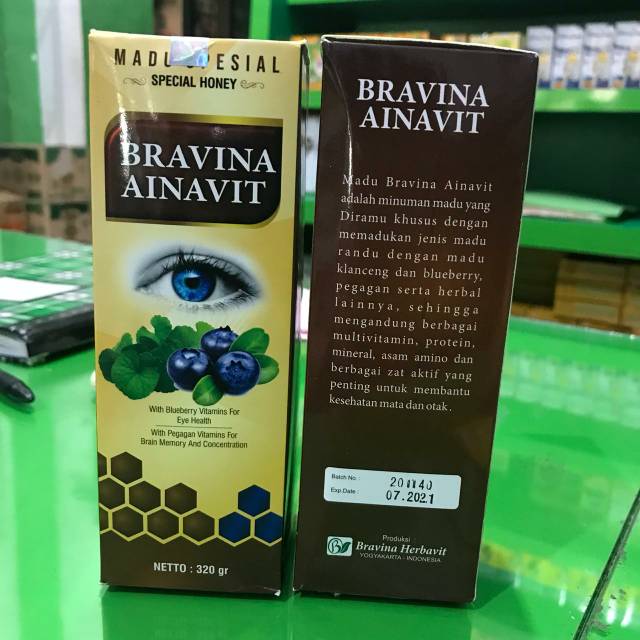 MADU SPESIAL
SPECIAL HONEY
BRAVINA
AINAVIT
With Blueberry Vitamins For
Eye Health
With Pegagan Vitamins For
Brain Memory And Concentration
NETTO : 320 gr
BRAVINA
AINAVIT
Madu Bravina Ainavit
adalah minuman madu yang
Diramu khusus dengan
memadukan jenis madu
randu dengan madu
klanceng dan blueberry,
pegagan serta herbal
lainnya, sehingga
mengandung berbagai
multivitamin, protein,
mineral, asam amino dan
berbagai zat aktif yang
penting untuk membantu
kesehatan mata dan otak.
Batch No. : 201140
Exp.Date : 07.2021
Produksi
Bravina Herbavit
YOGYAKARTA - INDONESIA